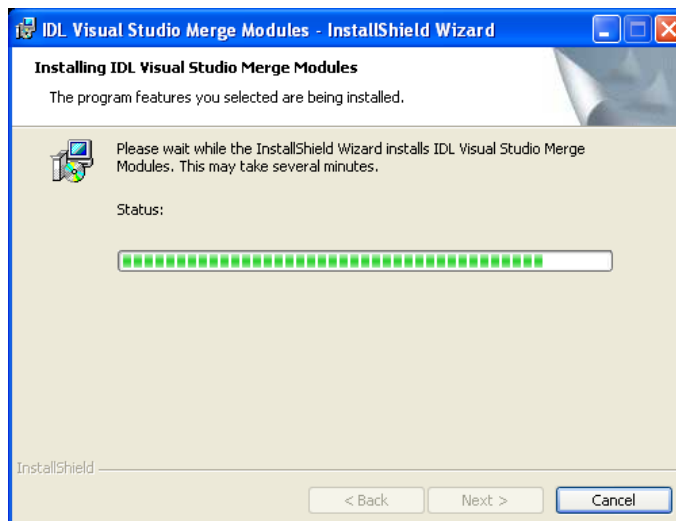 IDL Visual Studio Merge Modules - InstallShield Wizard
Installing IDL Visual Studio Merge Modules
The program features you selected are being installed.
Please wait while the InstallShield Wizard installs IDL Visual Studio Merge
Modules. This may take several minutes.
Status:
InstallShield
< Back Next > Cancel